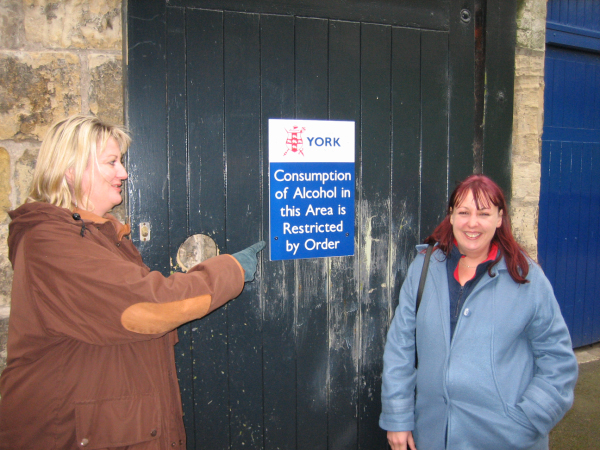 YORK
Consumption
of Alcohol in
this Area is
Restricted
by Order